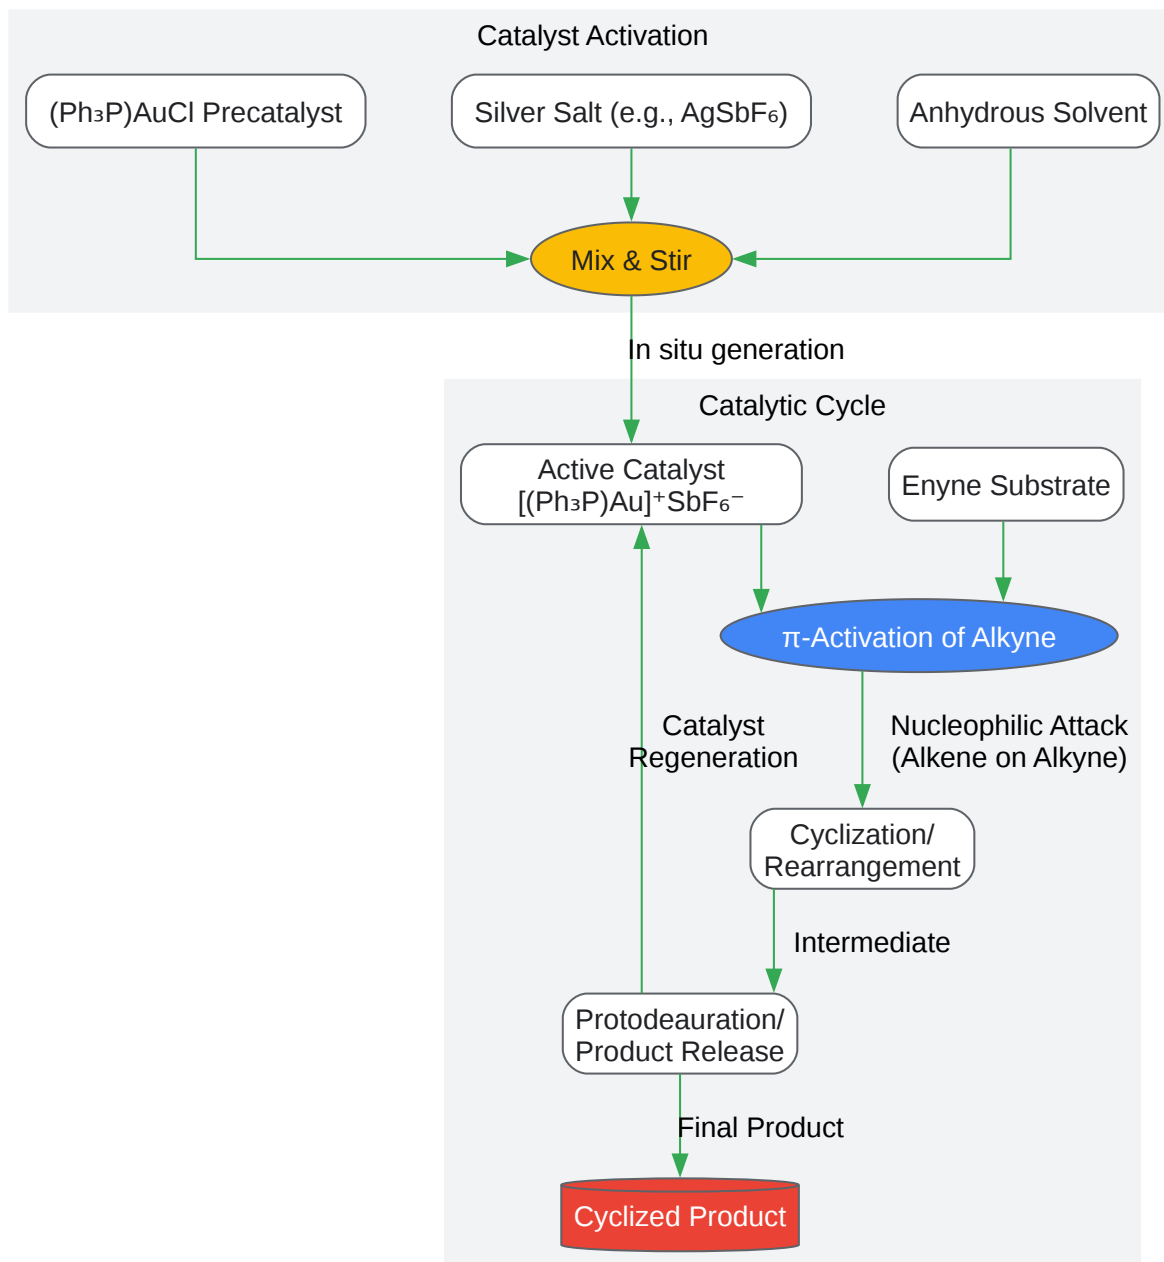 Catalyst Activation
(Ph₃P)AuCl Precatalyst
Silver Salt (e.g., AgSbF₆)
Anhydrous Solvent
Mix & Stir
In situ generation
Catalytic Cycle
Active Catalyst
[(Ph₃P)Au]⁺SbF₆⁻
Enyne Substrate
π-Activation of Alkyne
Catalyst
Regeneration
Nucleophilic Attack
(Alkene on Alkyne)
Cyclization/
Rearrangement
Intermediate
Protodeauration/
Product Release
Final Product
Cyclized Product